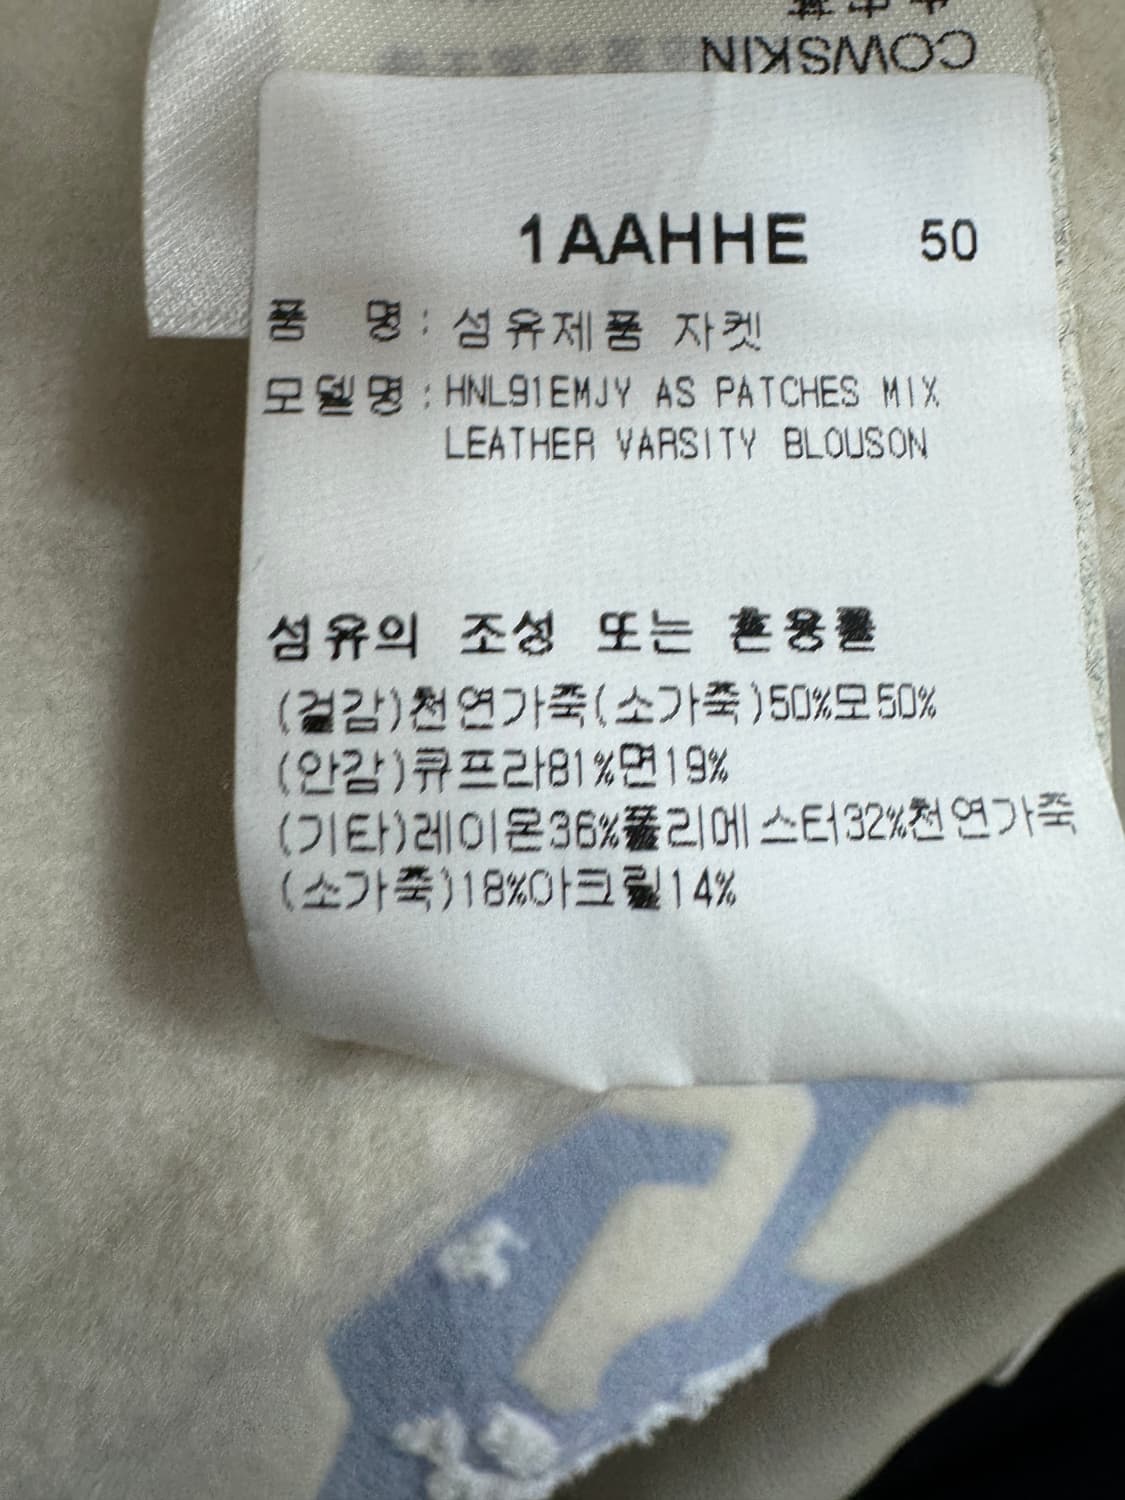 COWSKIN
1AAHHE 50
품 명 : 섬유제품 자켓
모델명 : HNL91EMJY AS PATCHES MIX
LEATHER VARSITY BLOUSON
섬유의 조성 또는 혼용률
(겉감)천연가죽(소가죽)50%모50%
(안감)큐프라81%면19%
(기타)레이온36%폴리에스터32%천연가죽
(소가죽)18%아크릴14%